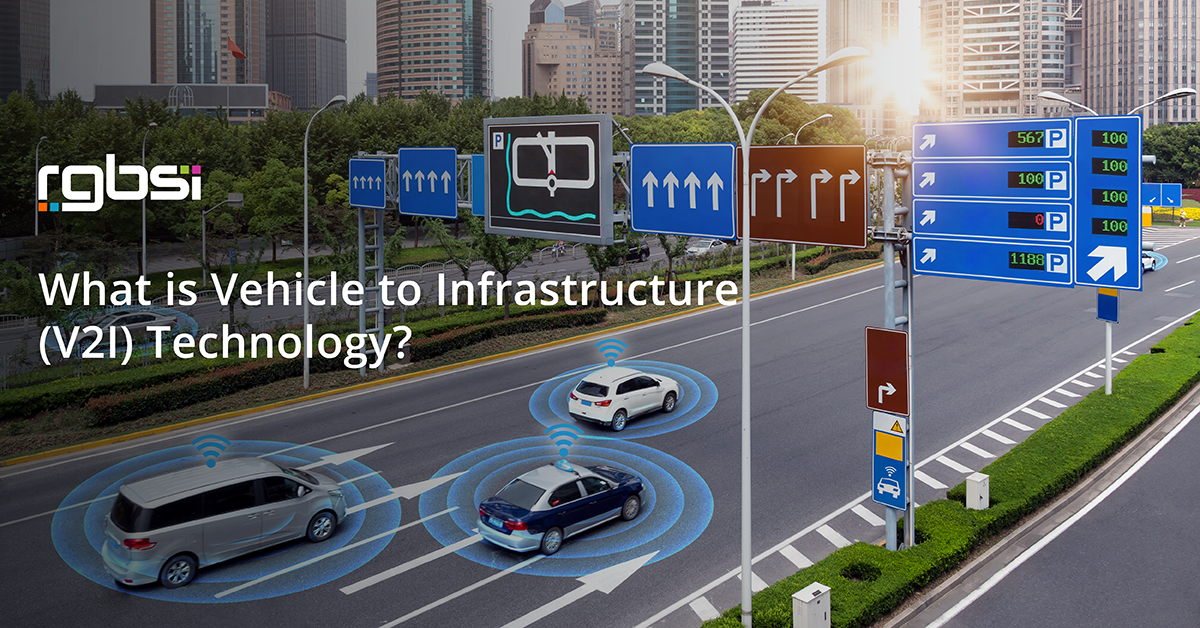 rgbsi
What is Vehicle to Infrastructure
(V2I) Technology?
P
567 P
100 P
0 P
1188 P
100
100
100
100